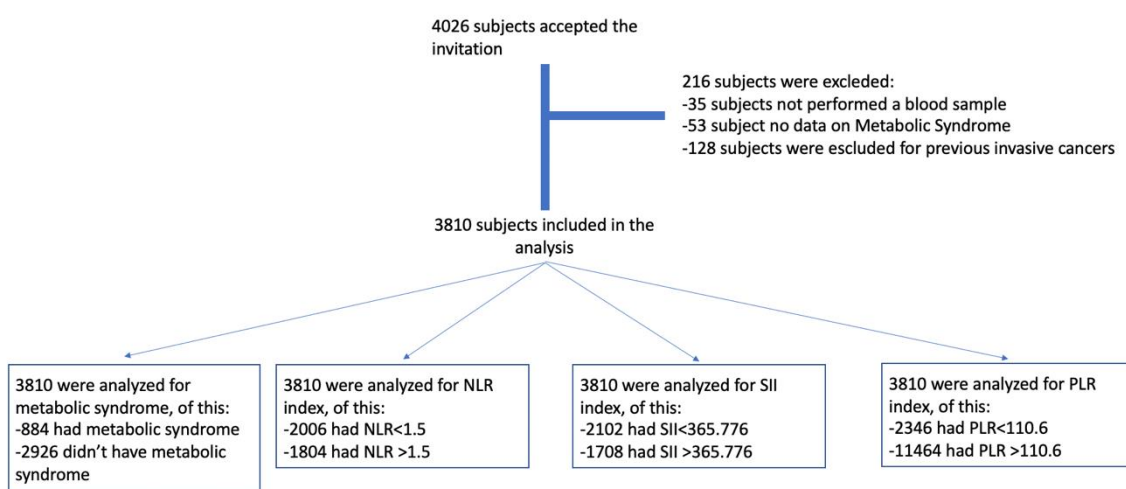 4026 subjects accepted the
invitation
216 subjects were excleded:
-35 subjects not performed a blood sample
-53 subject no data on Metabolic Syndrome
-128 subjects were escluded for previous invasive cancers
3810 subjects included in the
analysis
3810 were analyzed for
metabolic syndrome, of this:
-884 had metabolic syndrome
-2926 didn’t have metabolic
syndrome
3810 were analyzed for NLR
index, of this:
-2006 had NLR<1.5
-1804 had NLR >1.5
3810 were analyzed for SII
index, of this:
-2102 had SII<365.776
-1708 had SII >365.776
3810 were analyzed for PLR
index, of this:
-2346 had PLR<110.6
-11464 had PLR >110.6